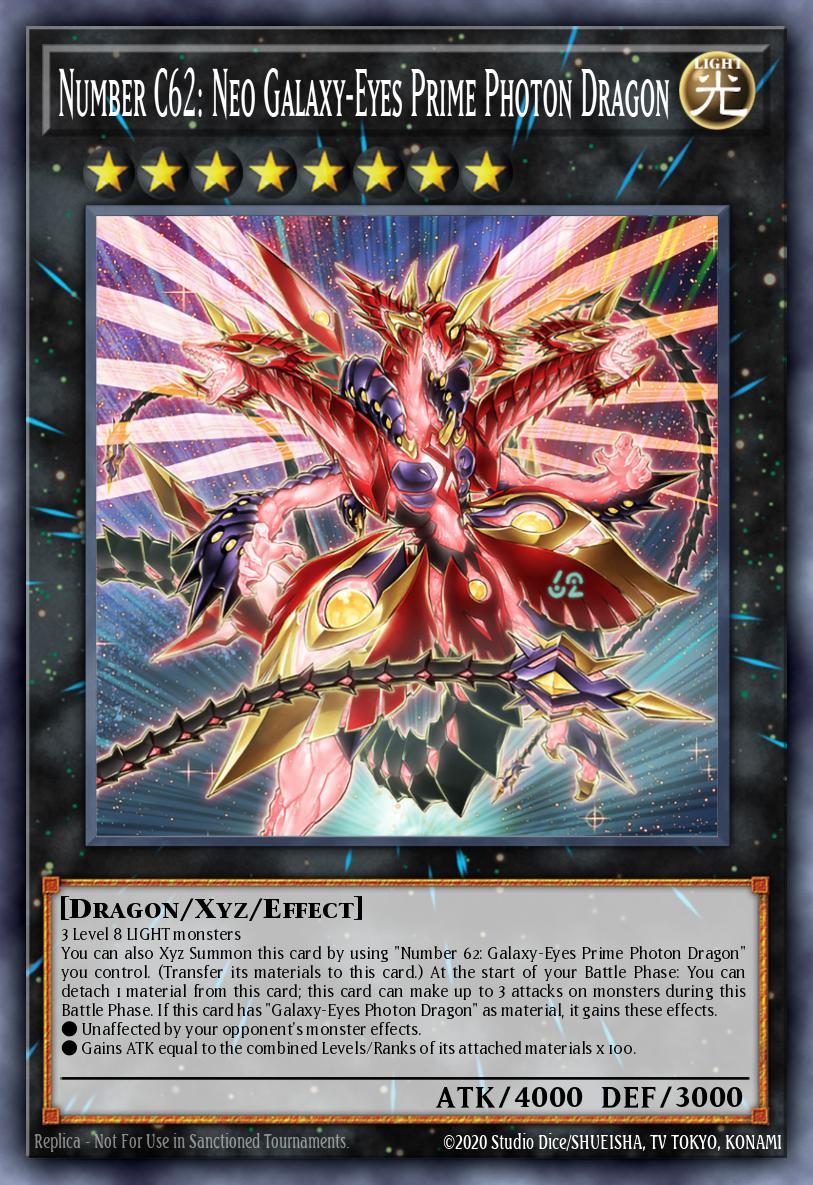 Number C62: Neo Galaxy-Eyes Prime Photon Dragon
LIGHT
光
62
[Dragon/Xyz/Effect]
3 Level 8 LIGHT monsters
You can also Xyz Summon this card by using "Number 62: Galaxy-Eyes Prime Photon Dragon"
you control. (Transfer its materials to this card.) At the start of your Battle Phase: You can
detach 1 material from this card; this card can make up to 3 attacks on monsters during this
Battle Phase. If this card has "Galaxy-Eyes Photon Dragon" as material, it gains these effects.
● Unaffected by your opponent's monster effects.
● Gains ATK equal to the combined Levels/Ranks of its attached materials x 100.
ATK/4000 DEF/3000
Replica - Not For Use in Sanctioned Tournaments.
©2020 Studio Dice/SHUEISHA, TV TOKYO, KONAMI